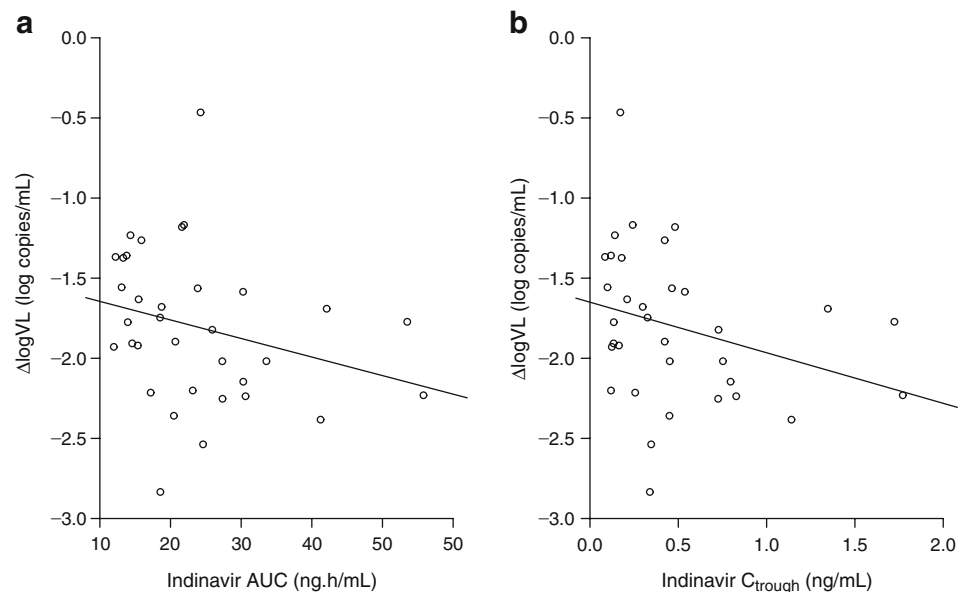 a
0.0
−0.5
−1.0
−1.5
−2.0
−2.5
−3.0
ΔlogVL (log copies/mL)
10 20 30 40 50 50
Indinavir AUC (ng.h/mL)
b
0.0
−0.5
−1.0
−1.5
−2.0
−2.5
−3.0
ΔlogVL (log copies/mL)
0.0 0.5 1.0 1.5 2.0
Indinavir Ctrough (ng/mL)